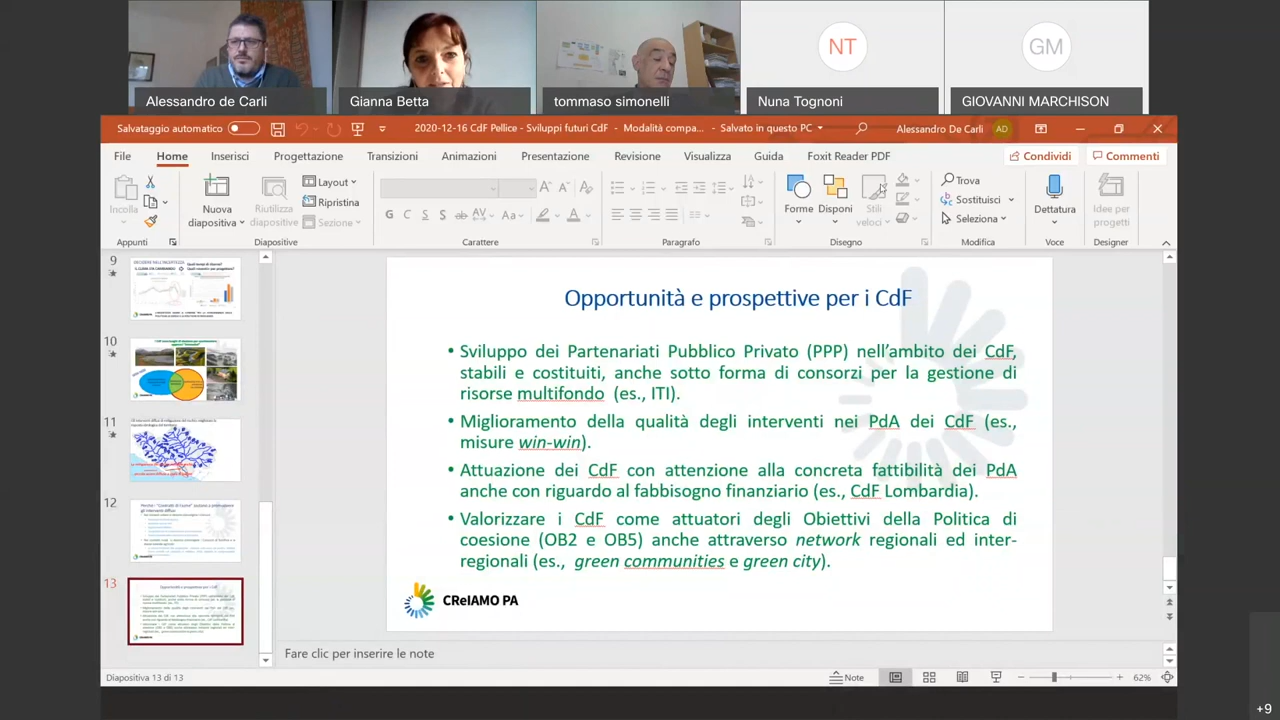 NT
GM
Alessandro de Carli
Gianna Betta
tommaso simonelli
Nuna Tognoni
GIOVANNI MARCHISON
Salvataggio automatico
2020-12-16 CdF Pellice - Sviluppi futuri CdF - Modalità compa... - Salvato in questo PC
Alessandro De Carli
AD
File
Home
Inserisci
Progettazione
Transizioni
Animazioni
Presentazione
Revisione
Visualizza
Guida
Foxit Reader PDF
Condividi
Commenti
Incolla
Nuova diapositiva
Riutilizza diapositive
Layout
Ripristina
Sezione
Forme
Disponi
Stili veloci
Trova
Sostituisci
Seleziona
Dettatura
Idee per progetti
Appunti
Diapositive
Carattere
Paragrafo
Disegno
Modifica
Voce
Designer
9
10
11
12
13
Opportunità e prospettive per i CdF
• Sviluppo dei Partenariati Pubblico Privato (PPP) nell'ambito dei CdF,
stabili e costituiti, anche sotto forma di consorzi per la gestione di
risorse multifondo (es., ITI).
• Miglioramento della qualità degli interventi nei PdA dei CdF (es.,
misure win-win).
• Attuazione dei CdF con attenzione alla concreta fattibilità dei PdA
anche con riguardo al fabbisogno finanziario (es., CdF Lombardia).
• Valorizzare i CdF come attuatori degli Obiettivi della Politica di
coesione (OB2 e OB5) anche attraverso network regionali ed inter-
regionali (es., green communities e green city).
CReIAMO PA
Fare clic per inserire le note
Diapositiva 13 di 13
Note
62%
+9